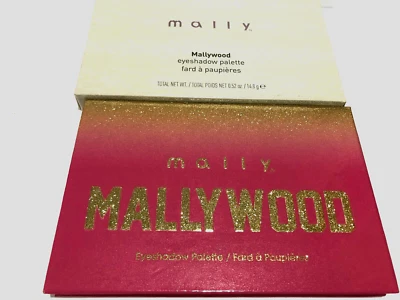 mally
Mallywood
eyeshadow palette
fard à paupières
TOTAL NET WT. / TOTAL POIDS NET 0.52 oz / 14.8 g ℮
mally
MALLYWOOD
Eyeshadow Palette / Fard à Paupières